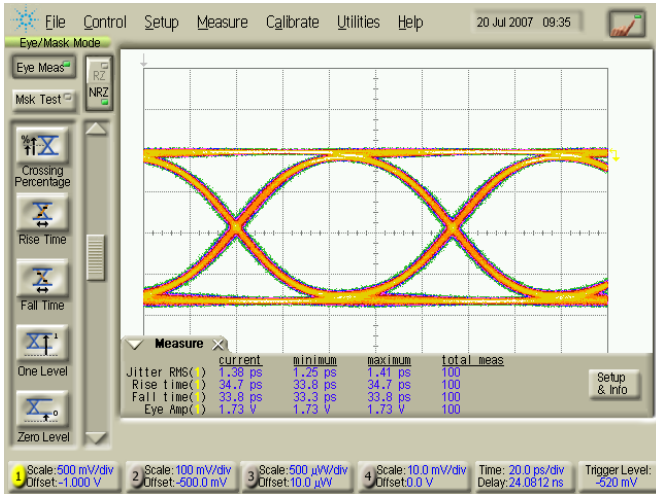 File Control Setup Measure Calibrate Utilities Help 20 Jul 2007 09:35
Eye/Mask Mode
Eye Meas
RZ
NRZ
Msk Test
Crossing
Percentage
Rise Time
Fall Time
One Level
Zero Level
Measure
current minimum maximum total meas
Jitter RMS(1) 1.38 ps 1.25 ps 1.41 ps 100
Rise time(1) 34.7 ps 33.8 ps 34.7 ps 100
Fall time(1) 33.8 ps 33.3 ps 33.8 ps 100
Eye Amp(1) 1.73 V 1.73 V 1.73 V 100
Setup
& Info
1 Scale:500 mV/div 2 Scale:100 mV/div 3 Scale:500 µW/div 4 Scale:10.0 mV/div Time: 20.0 ps/div Trigger Level:
Offset:-1.000 V Offset:-500.0 mV Offset:10.0 µW Offset:0.0 V Delay:24.0812 ns -520 mV